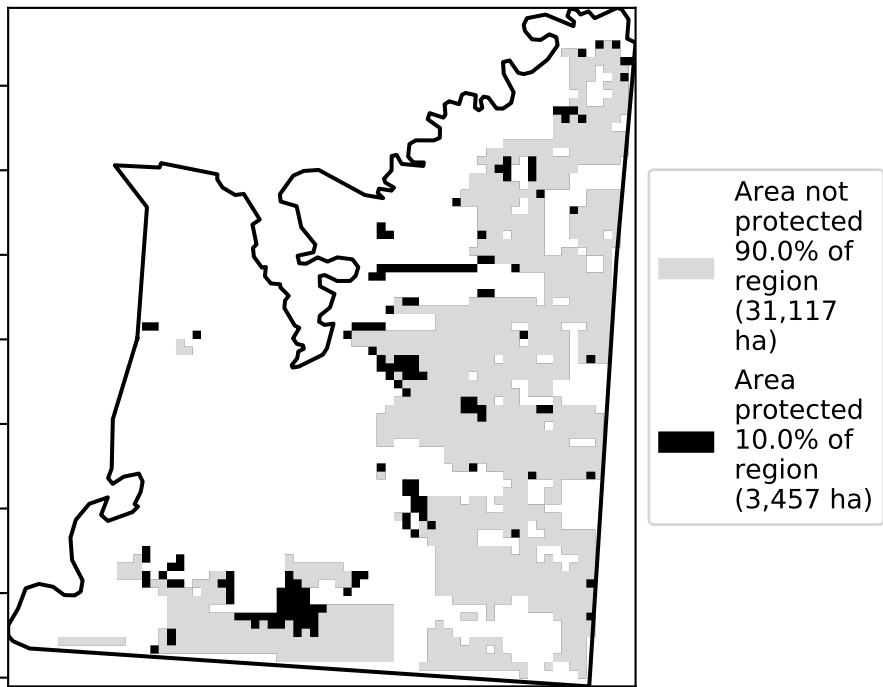 Area not
protected
90.0% of
region
(31,117
ha)
Area
protected
10.0% of
region
(3,457 ha)